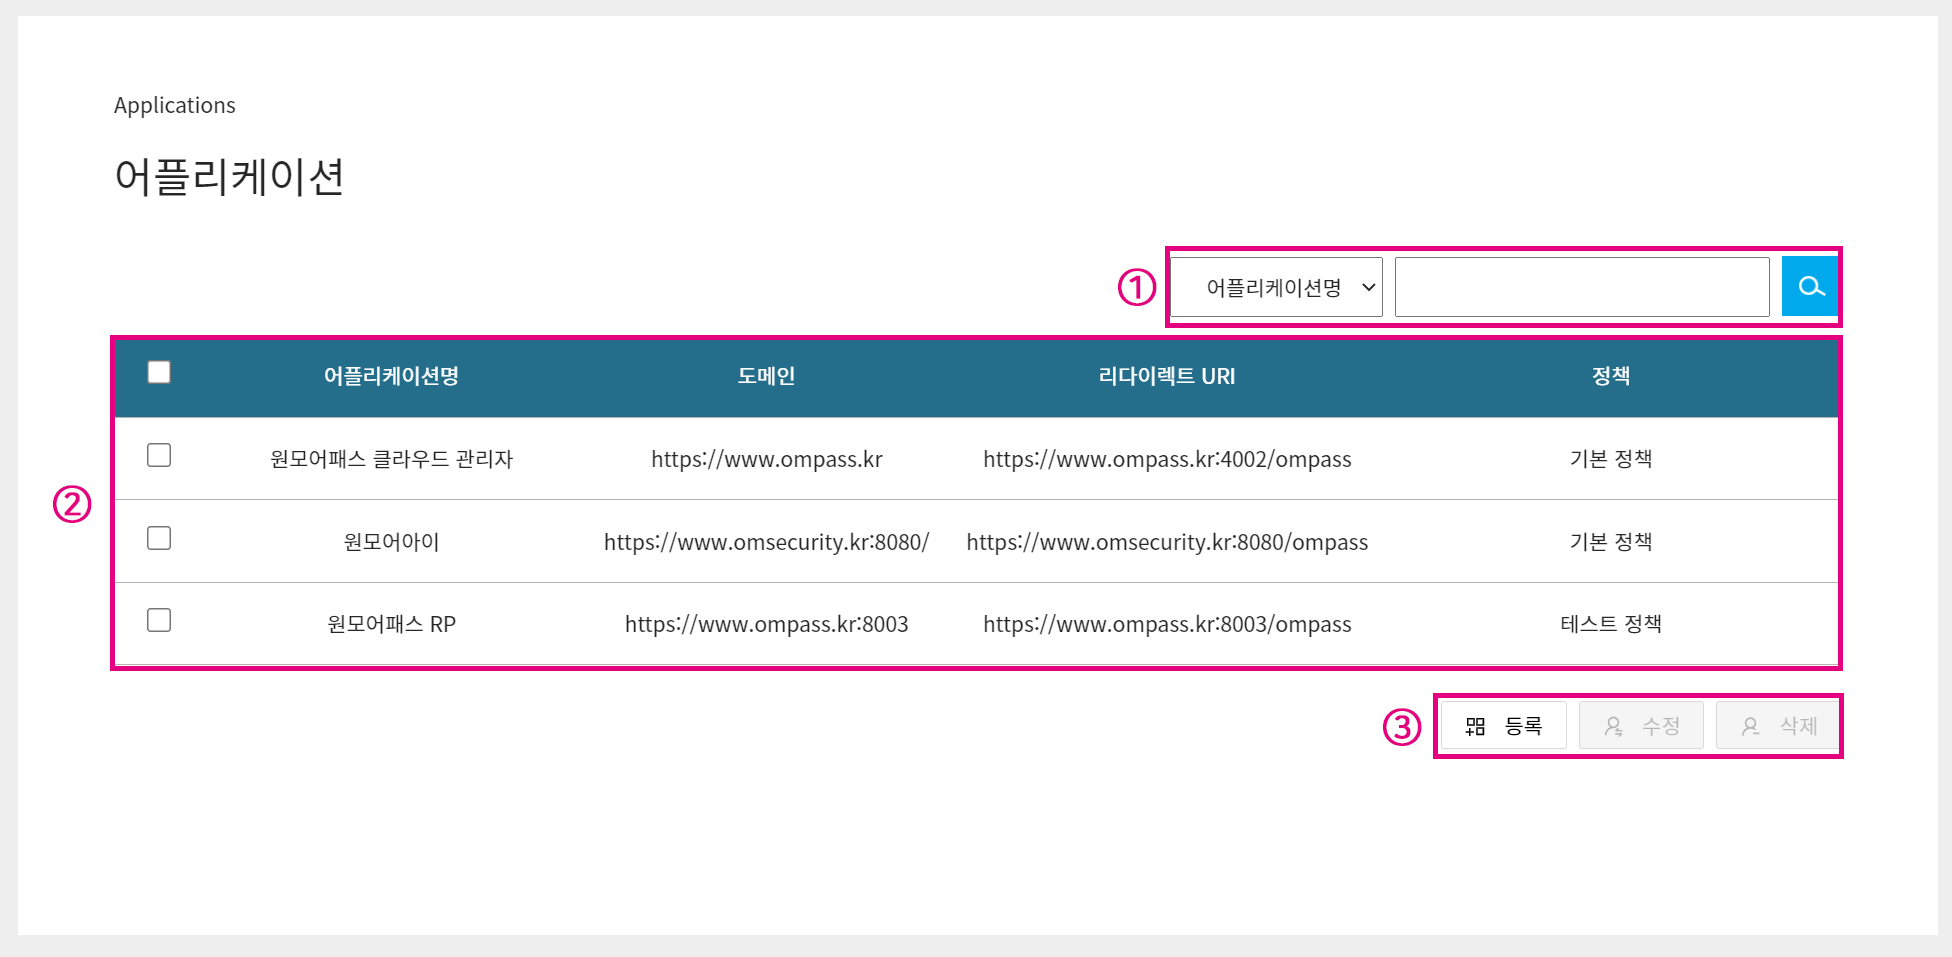 Applications
어플리케이션
① 어플리케이션명
어플리케이션명 도메인 리다이렉트 URI 정책
원모어패스 클라우드 관리자 https://www.ompass.kr https://www.ompass.kr:4002/ompass 기본 정책
②
원모어아이 https://www.omsecurity.kr:8080/ https://www.omsecurity.kr:8080/ompass 기본 정책
원모어패스 RP https://www.ompass.kr:8003 https://www.ompass.kr:8003/ompass 테스트 정책
③ 등록 수정 삭제